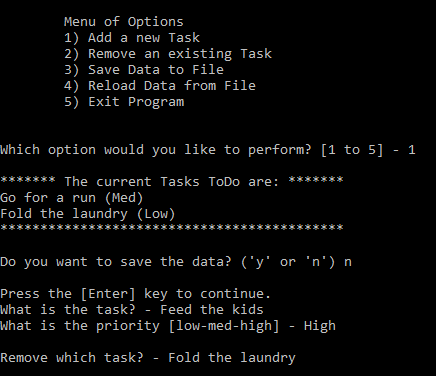 Menu of Options
1) Add a new Task
2) Remove an existing Task
3) Save Data to File
4) Reload Data from File
5) Exit Program
Which option would you like to perform? [1 to 5] - 1
******* The current Tasks ToDo are: *******
Go for a run (Med)
Fold the laundry (Low)
*******************************************
Do you want to save the data? ('y' or 'n') n
Press the [Enter] key to continue.
What is the task? - Feed the kids
What is the priority [low-med-high] - High
Remove which task? - Fold the laundry